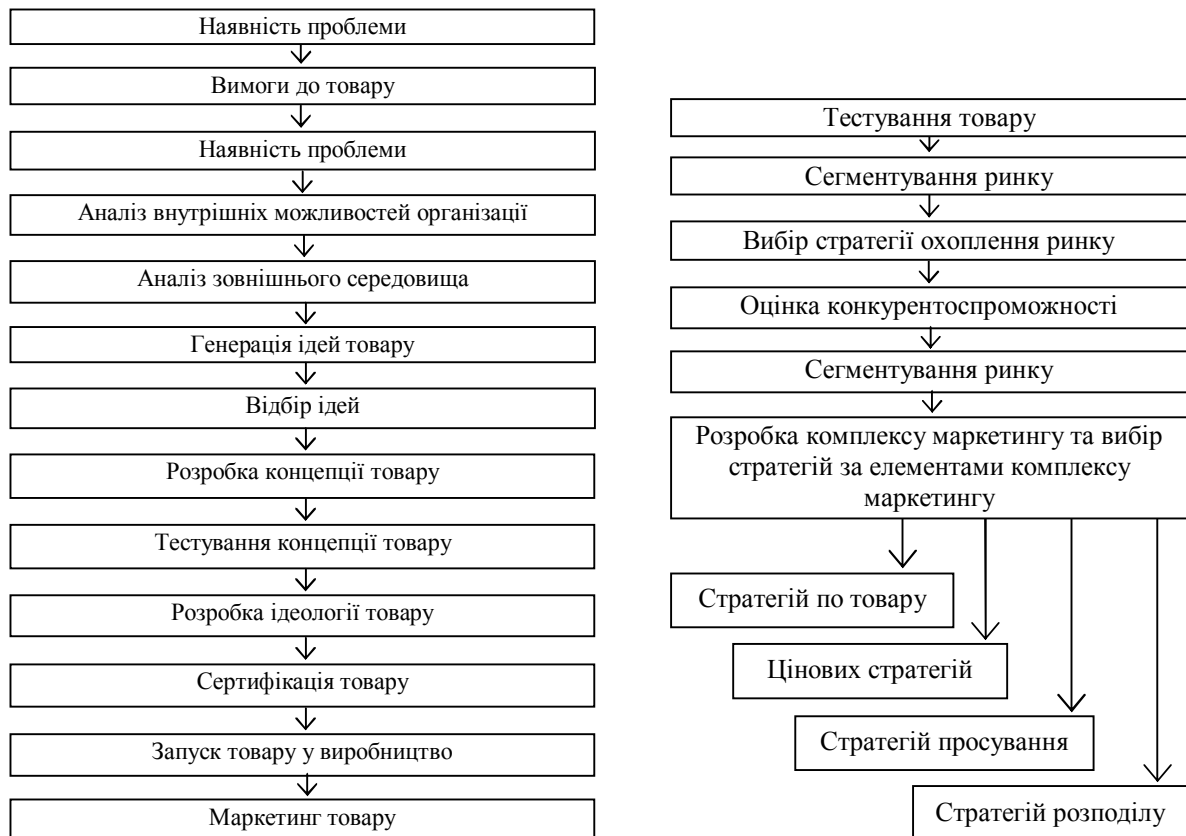 Наявність проблеми
Вимоги до товару
Наявність проблеми
Аналіз внутрішніх можливостей організації
Аналіз зовнішнього середовища
Генерація ідей товару
Відбір ідей
Розробка концепції товару
Тестування концепції товару
Розробка ідеології товару
Сертифікація товару
Запуск товару у виробництво
Маркетинг товару
Тестування товару
Сегментування ринку
Вибір стратегії охоплення ринку
Оцінка конкурентоспроможності
Сегментування ринку
Розробка комплексу маркетингу та вибір
стратегій за елементами комплексу
маркетингу
Стратегій по товару
Цінових стратегій
Стратегій просування
Стратегій розподілу